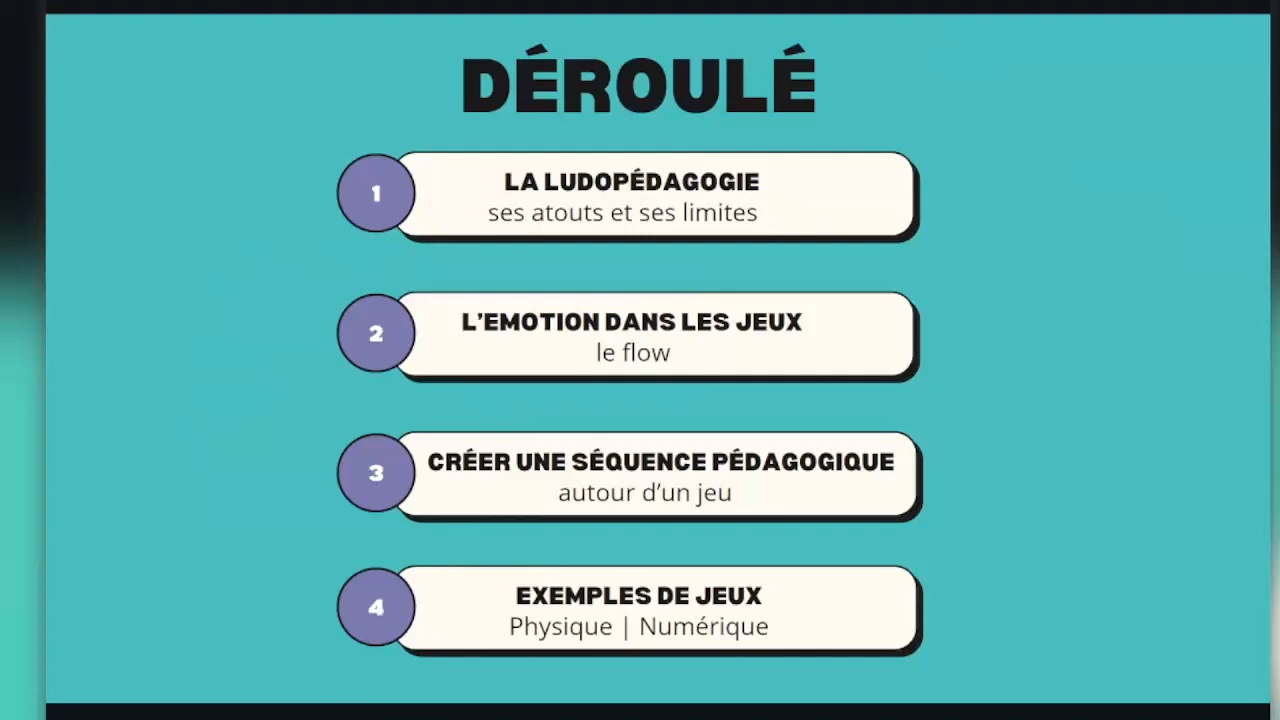 DÉROULÉ
1
LA LUDOPÉDAGOGIE
ses atouts et ses limites
2
L'EMOTION DANS LES JEUX
le flow
3
CRÉER UNE SÉQUENCE PÉDAGOGIQUE
autour d'un jeu
4
EXEMPLES DE JEUX
Physique | Numérique